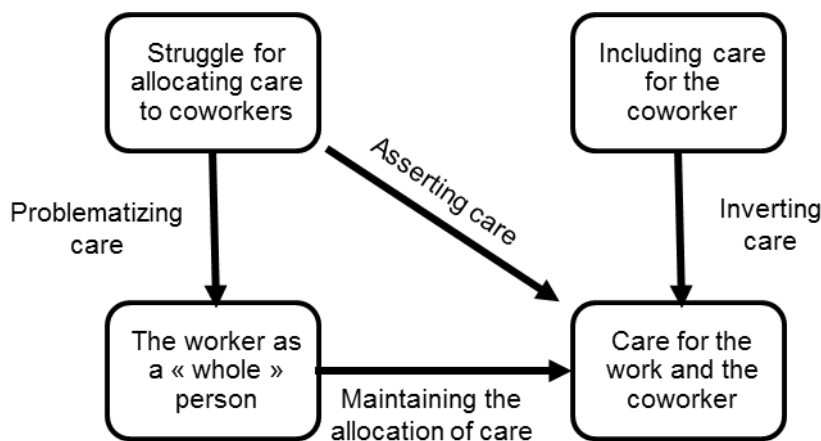 Struggle for
allocating care
to coworkers
Including care
for the
coworker
Asserting care
Problematizing
care
Inverting
care
The worker as
a « whole »
person
Maintaining the
allocation of care
Care for the
work and the
coworker